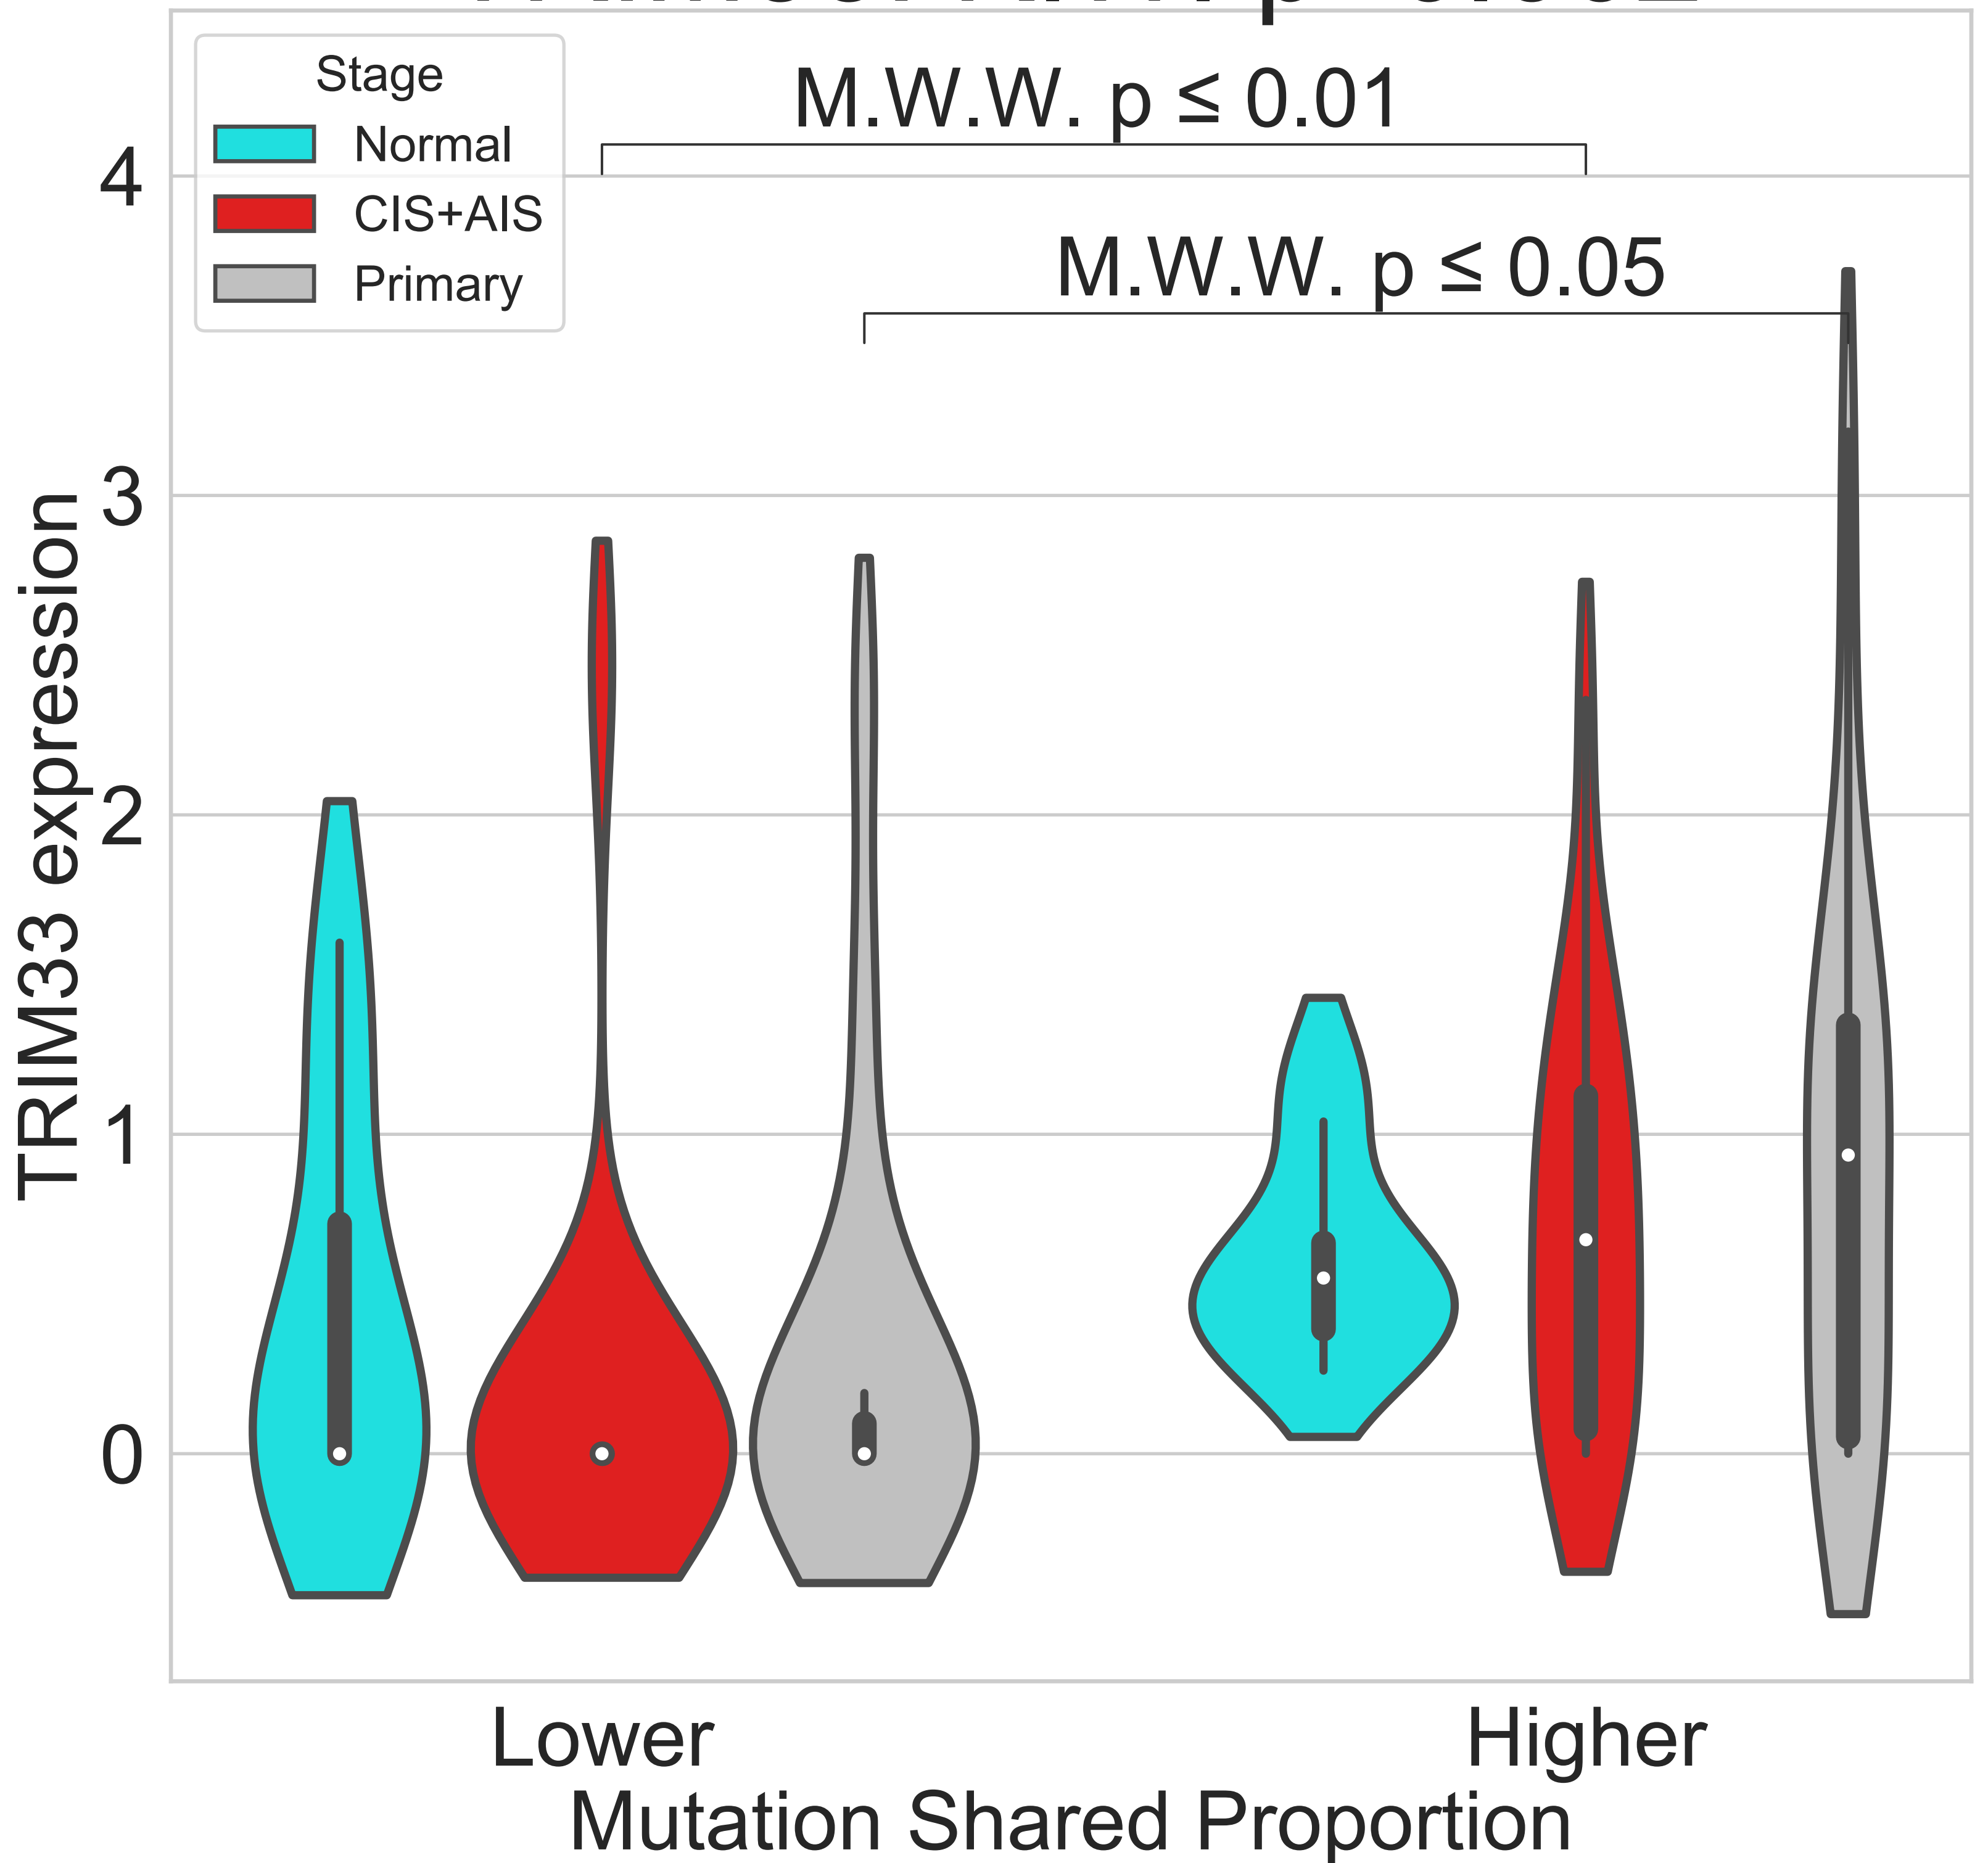 Stage
Normal
CIS+AIS
Primary
M.W.W. p ≤ 0.01
M.W.W. p ≤ 0.05
4
3
2
1
0
TRIM33 expression
Lower
Higher
Mutation Shared Proportion